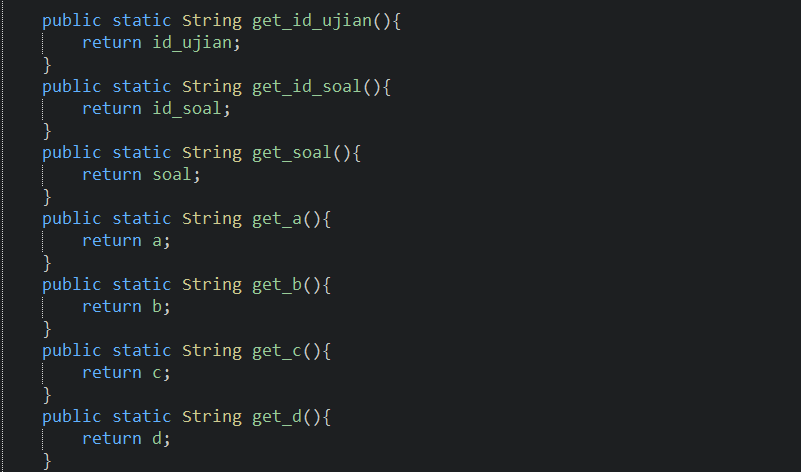 public static String get_id_ujian(){
    return id_ujian;
}
public static String get_id_soal(){
    return id_soal;
}
public static String get_soal(){
    return soal;
}
public static String get_a(){
    return a;
}
public static String get_b(){
    return b;
}
public static String get_c(){
    return c;
}
public static String get_d(){
    return d;
}